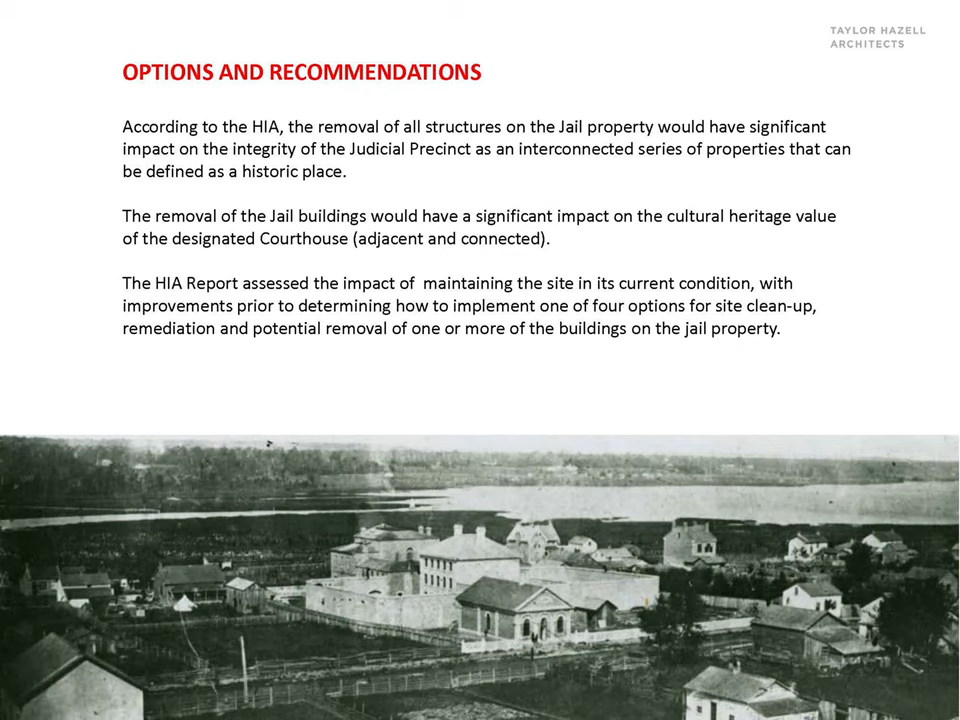 TAYLOR HAZELL
ARCHITECTS
OPTIONS AND RECOMMENDATIONS
According to the HIA, the removal of all structures on the Jail property would have significant
impact on the integrity of the Judicial Precinct as an interconnected series of properties that can
be defined as a historic place.
The removal of the Jail buildings would have a significant impact on the cultural heritage value
of the designated Courthouse (adjacent and connected).
The HIA Report assessed the impact of  maintaining the site in its current condition, with
improvements prior to determining how to implement one of four options for site clean-up,
remediation and potential removal of one or more of the buildings on the jail property.